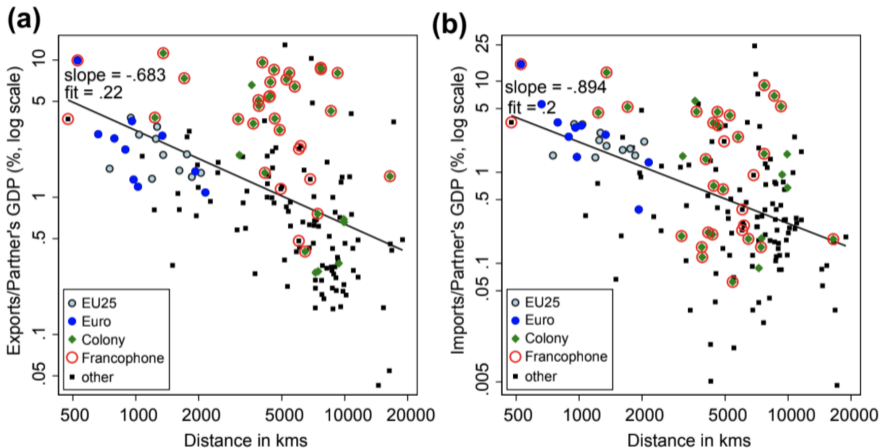 (a)
Exports/Partner's GDP (%, log scale)
10
5
1
.5
.1
.05
slope = -.683
fit = .22
EU25
Euro
Colony
Francophone
other
500
1000
2000
5000
10000
20000
Distance in kms
(b)
Imports/Partner's GDP (%, log scale)
25
10
5
1
.5
.1
.05
.005
slope = -.894
fit = .2
EU25
Euro
Colony
Francophone
other
500
1000
2000
5000
10000
20000
Distance in kms